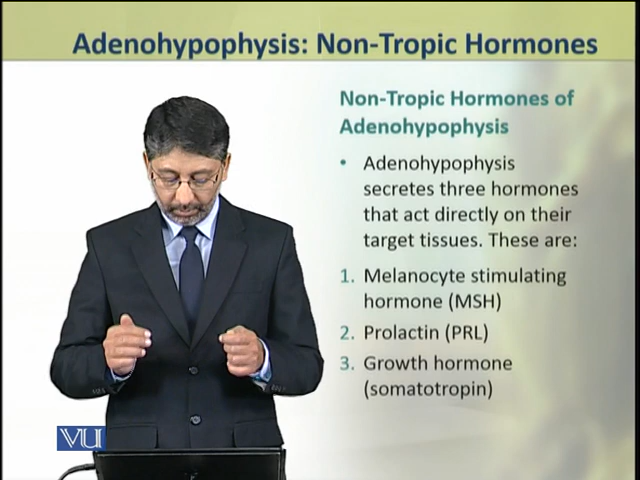 Adenohypophysis: Non-Tropic Hormones
Non-Tropic Hormones of
Adenohypophysis
• Adenohypophysis
secretes three hormones
that act directly on their
target tissues. These are:
1. Melanocyte stimulating
hormone (MSH)
2. Prolactin (PRL)
3. Growth hormone
(somatotropin)
VU